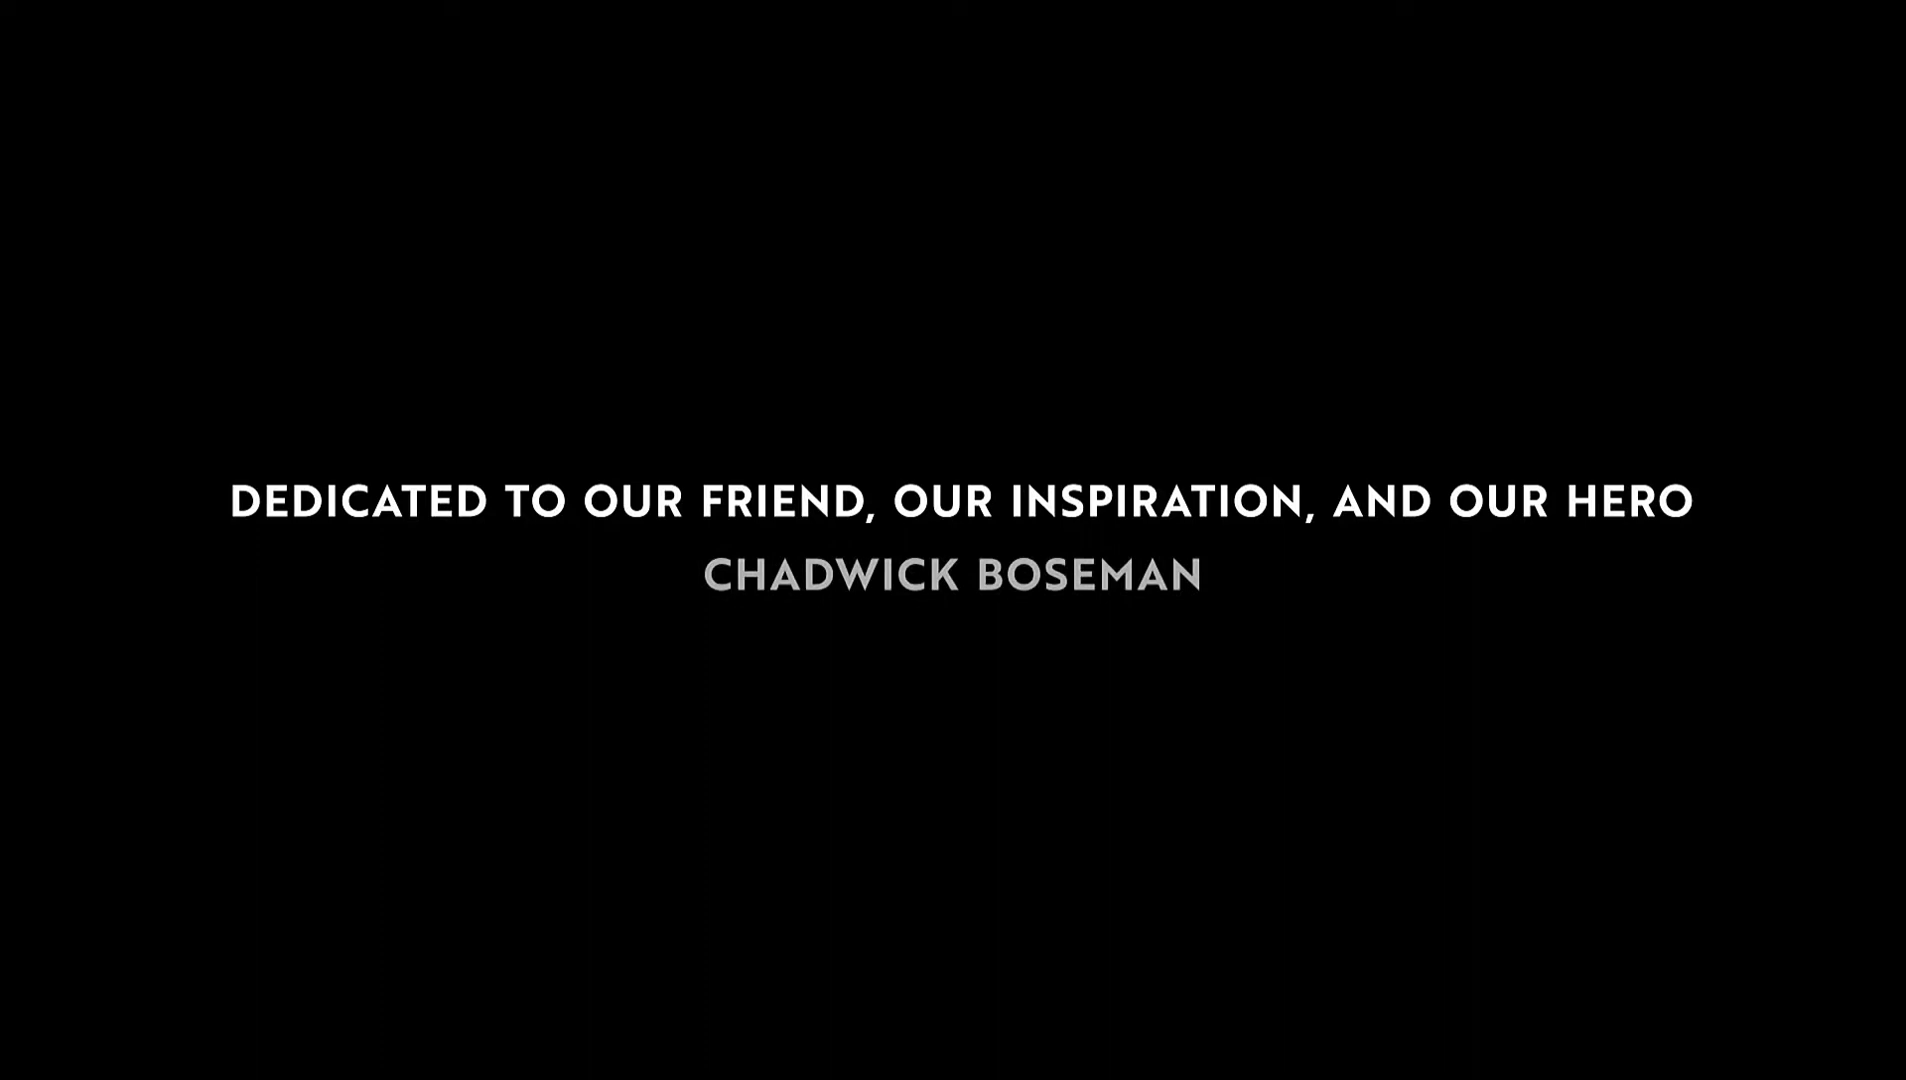 DEDICATED TO OUR FRIEND, OUR INSPIRATION, AND OUR HERO
CHADWICK BOSEMAN